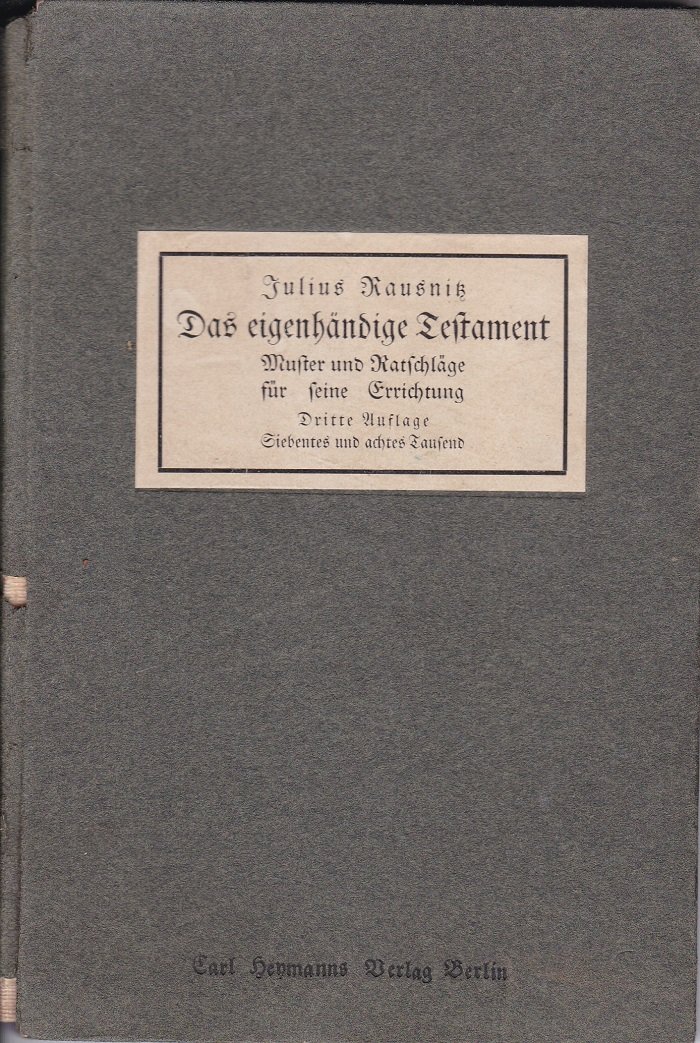 Julius Rausnitz
Das eigenhändige Testament
Muster und Ratschläge
für seine Errichtung
Dritte Auflage
Siebentes und achtes Tausend
Carl Heymanns Verlag Berlin